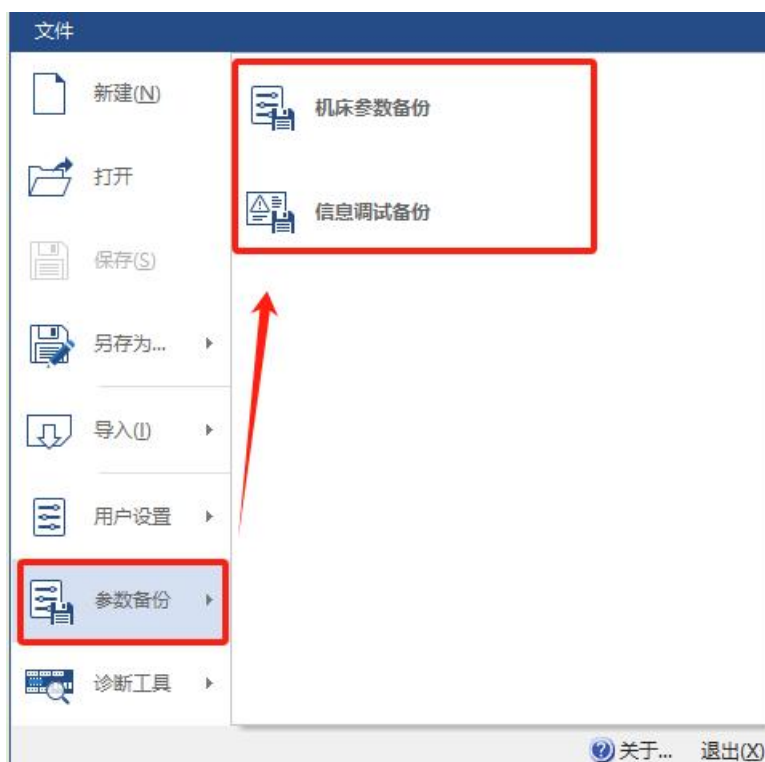 文件
新建(N)
打开
保存(S)
另存为...
导入(I)
用户设置
参数备份
诊断工具
机床参数备份
信息调试备份
关于...
退出(X)